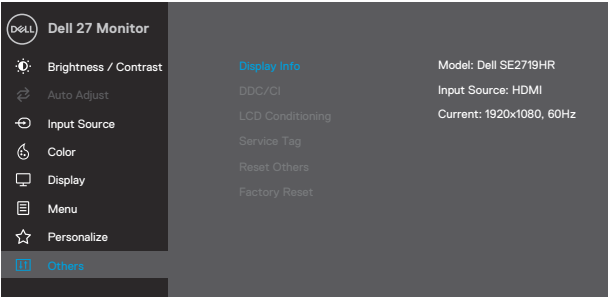 DELL
Dell 27 Monitor
Brightness / Contrast
Auto Adjust
Input Source
Color
Display
Menu
Personalize
Others
Display Info
DDC/CI
LCD Conditioning
Service Tag
Reset Others
Factory Reset
Model: Dell SE2719HR
Input Source: HDMI
Current: 1920x1080, 60Hz